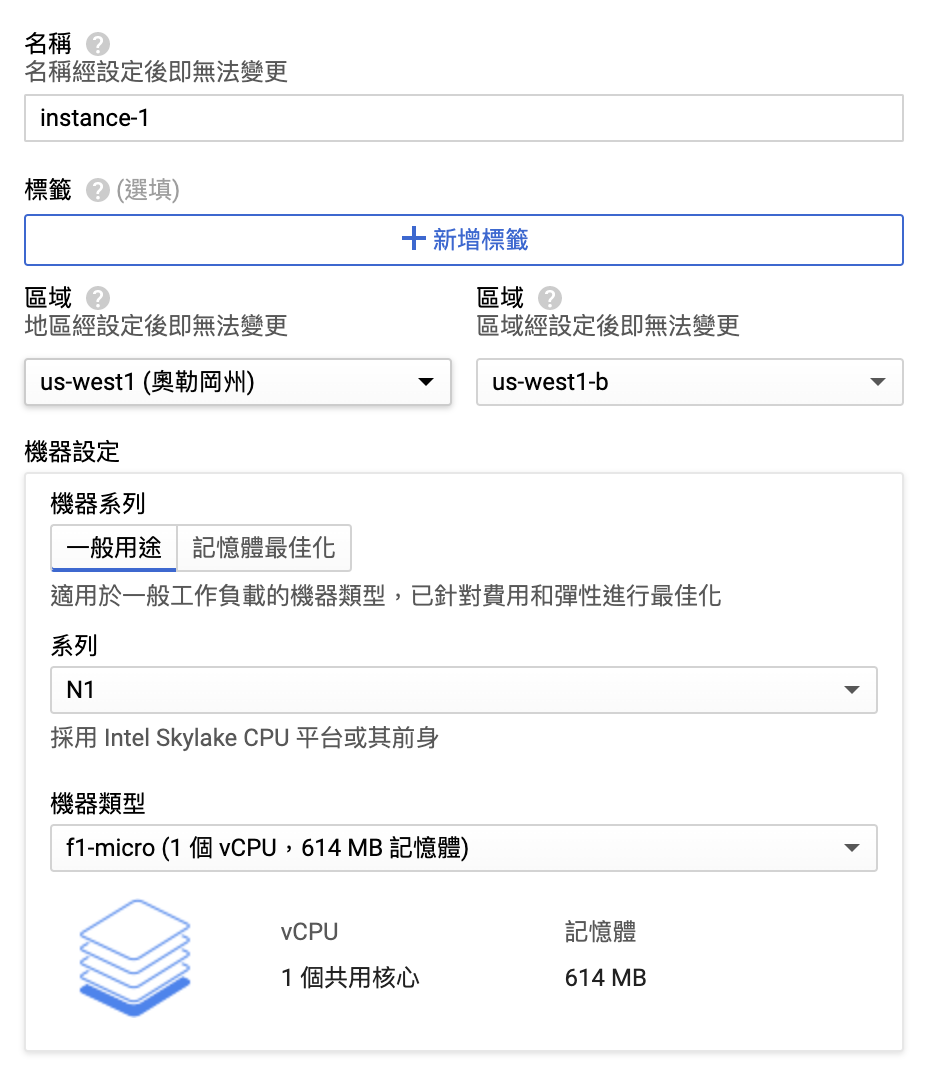 名稱 ?
名稱經設定後即無法變更
instance-1
標籤 ? (選填)
+ 新增標籤
區域 ?
地區經設定後即無法變更
us-west1 (奧勒岡州)
區域 ?
區域經設定後即無法變更
us-west1-b
機器設定
機器系列
一般用途 記憶體最佳化
適用於一般工作負載的機器類型，已針對費用和彈性進行最佳化
系列
N1
採用 Intel Skylake CPU 平台或其前身
機器類型
f1-micro (1 個 vCPU，614 MB 記憶體)
vCPU 記憶體
1 個共用核心 614 MB